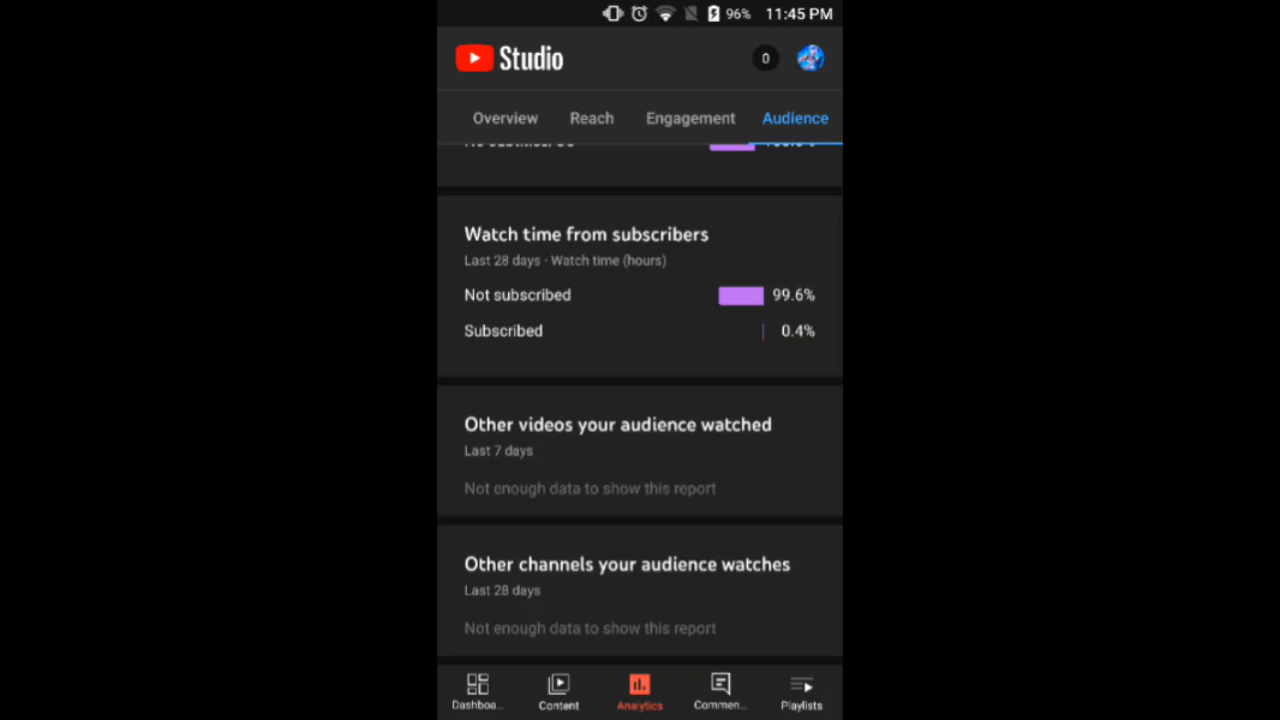 96% 11:45 PM
Studio
0
Overview Reach Engagement Audience
Watch time from subscribers
Last 28 days · Watch time (hours)
Not subscribed 99.6%
Subscribed 0.4%
Other videos your audience watched
Last 7 days
Not enough data to show this report
Other channels your audience watches
Last 28 days
Not enough data to show this report
Dashboa... Content Analytics Commen... Playlists